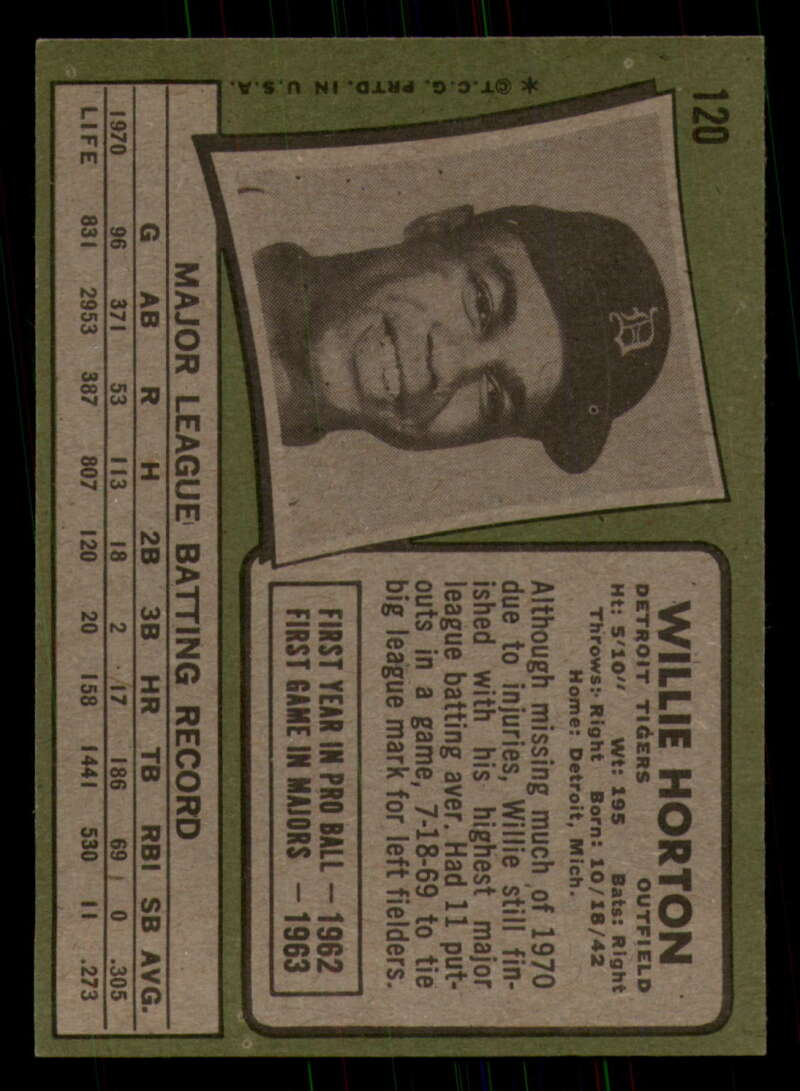 120
WILLIE HORTON
DETROIT TIGERS OUTFIELD
Ht: 5'10" Wt: 195 Bats: Right
Throws: Right Born: 10/18/42
Home: Detroit, Mich.
Although missing much of 1970
due to injuries, Willie still fin-
ished with his highest major
league batting aver. Had 11 put-
outs in a game, 7-18-69 to tie
big league mark for left fielders.
FIRST YEAR IN PRO BALL — 1962
FIRST GAME IN MAJORS — 1963
D
MAJOR LEAGUE BATTING RECORD
G AB R H 2B 3B HR TB RBI SB AVG.
1970 96 371 53 113 18 2 17 186 69 0 .305
LIFE 831 2953 387 807 120 20 158 1441 530 11 .273
* © T.C.G. PRTD. IN U.S.A.